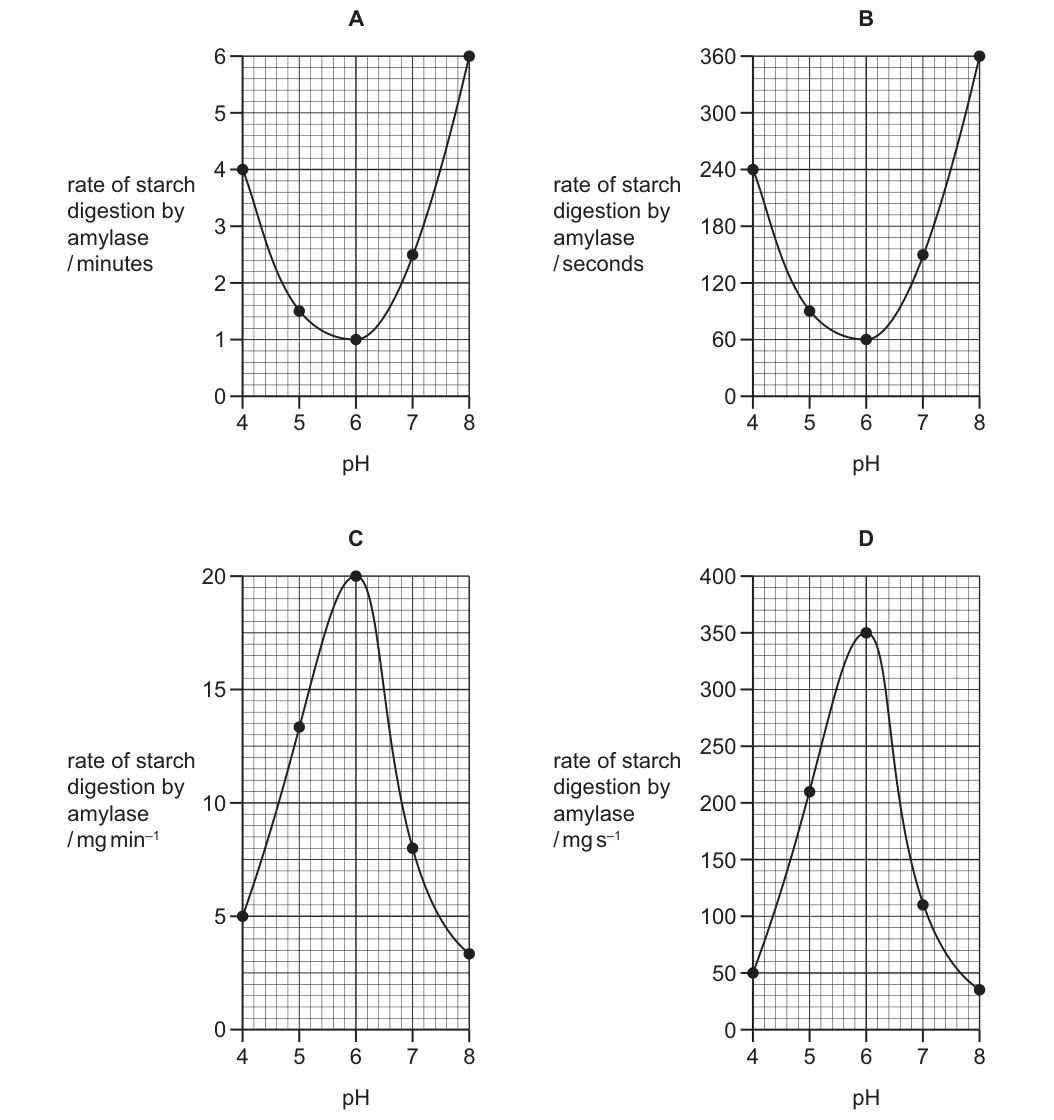 A
6
5
4
3
2
1
0
rate of starch
digestion by
amylase
/ minutes
4 5 6 7 8
pH
B
360
300
240
180
120
60
0
rate of starch
digestion by
amylase
/ seconds
4 5 6 7 8
pH
C
20
15
10
5
0
rate of starch
digestion by
amylase
/ mg min⁻¹
4 5 6 7 8
pH
D
400
350
300
250
200
150
100
50
0
rate of starch
digestion by
amylase
/ mg s⁻¹
4 5 6 7 8
pH